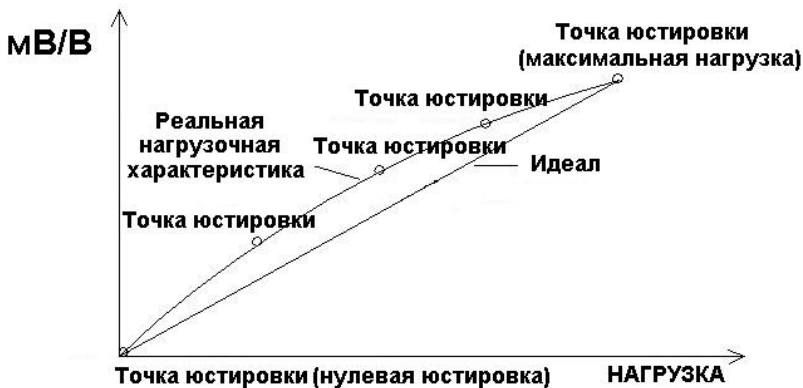 мВ/В
Точка юстировки
(максимальная нагрузка)
Точка юстировки
Реальная
нагрузочная
характеристика
Точка юстировки
Идеал
Точка юстировки
Точка юстировки (нулевая юстировка)
НАГРУЗКА